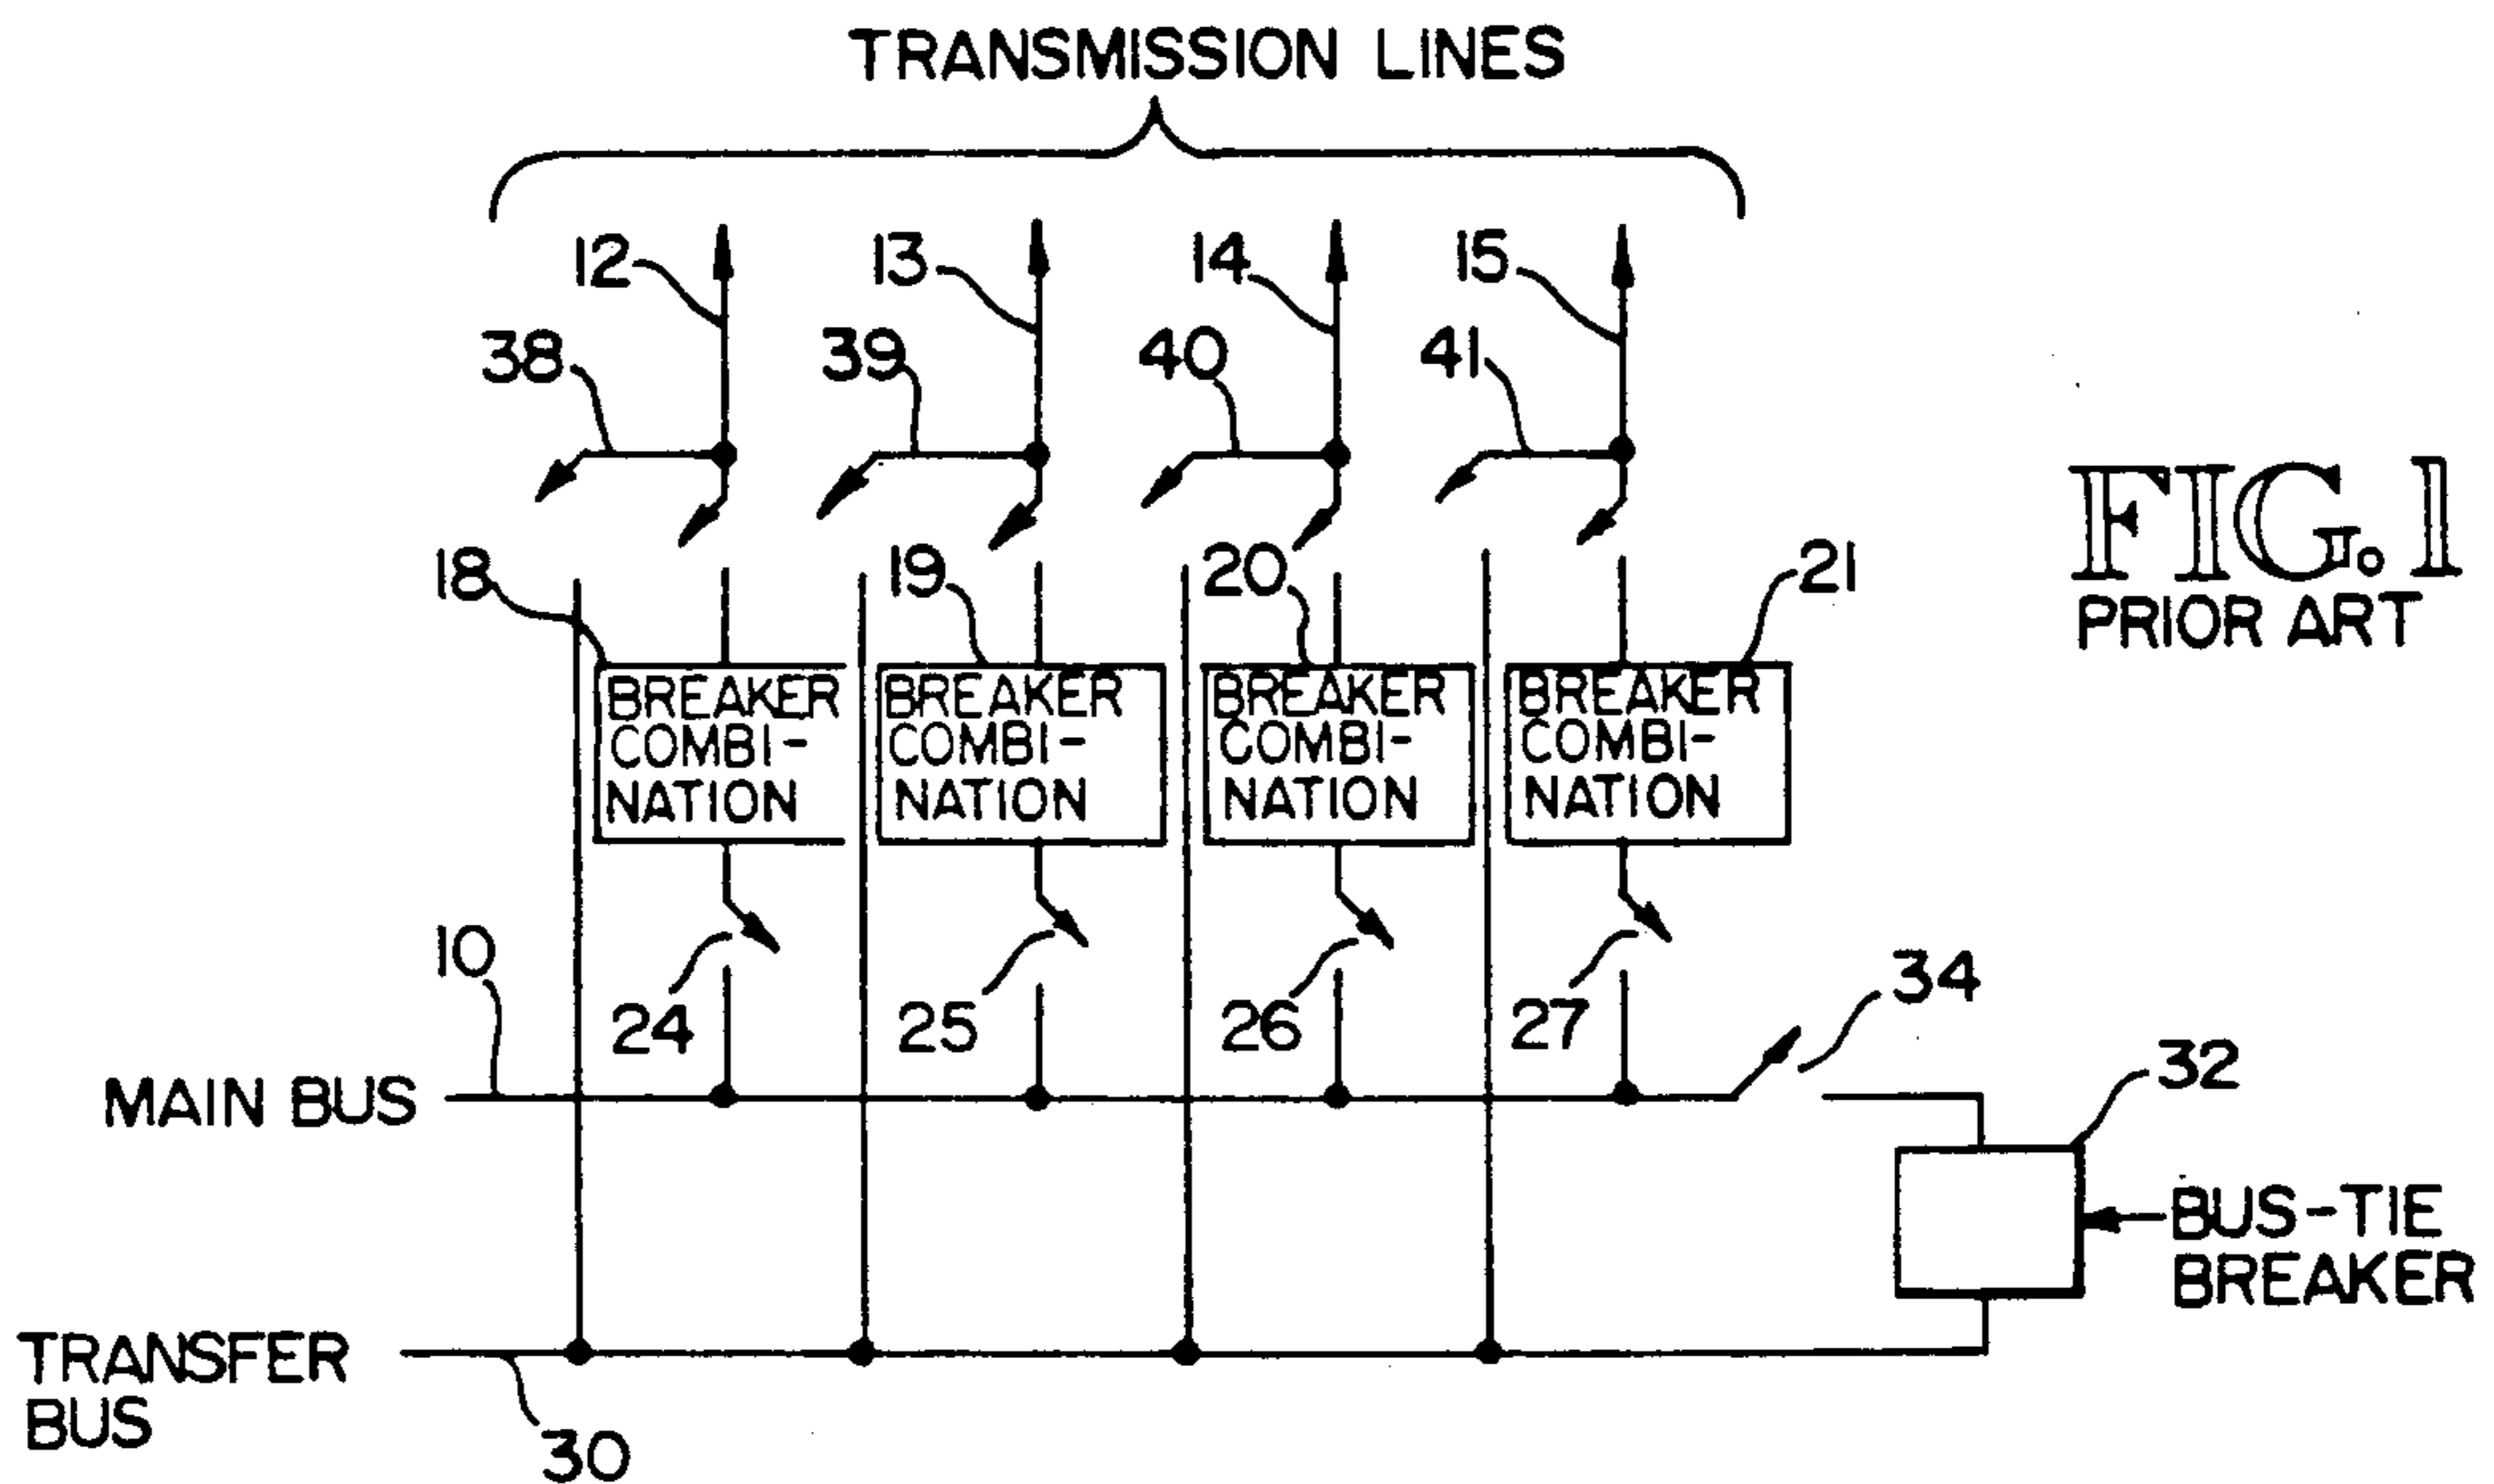 TRANSMISSION LINES
12 13 14 15
38 39 40 41
FIG. 1
PRIOR ART
18 19 20 21
BREAKER COMBI- NATION
BREAKER COMBI- NATION
BREAKER COMBI- NATION
BREAKER COMBI- NATION
10
24 25 26 27
34
32
MAIN BUS
BUS-TIE
BREAKER
TRANSFER
BUS
30